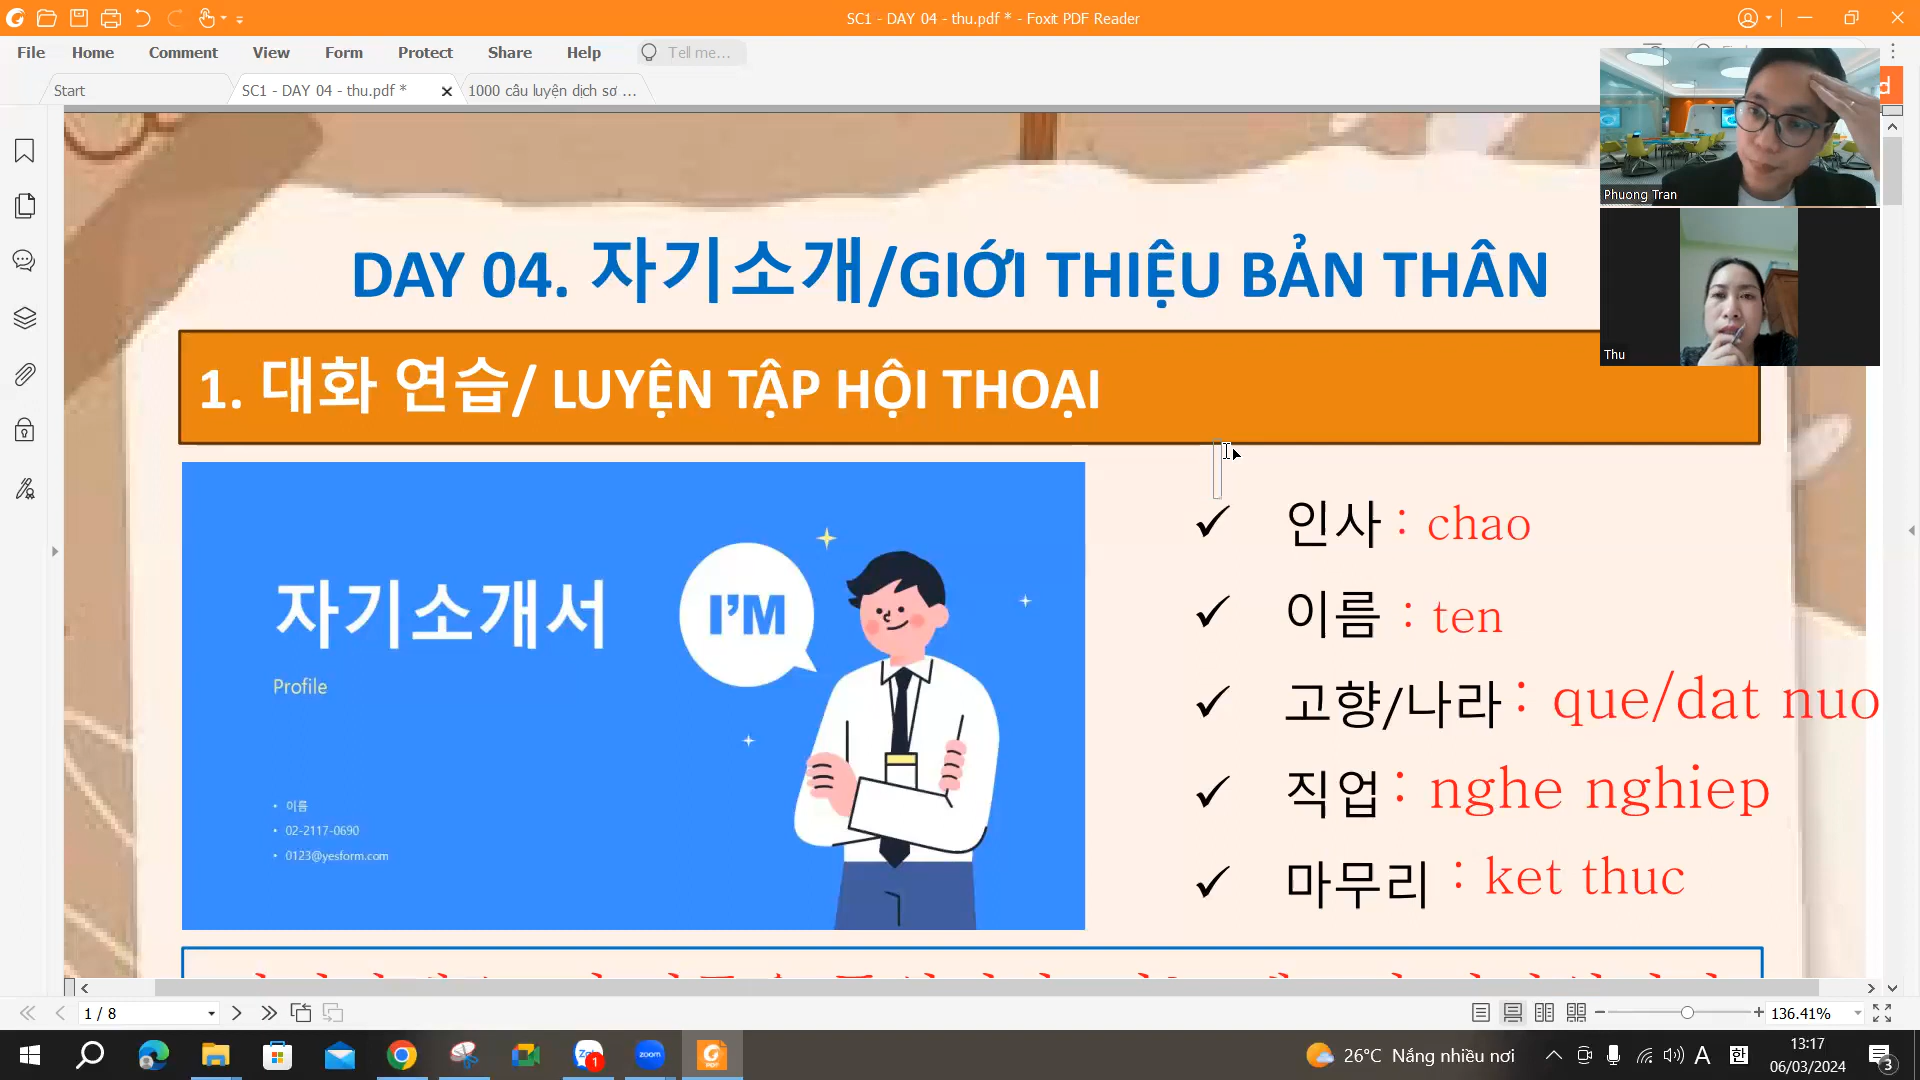 SC1 - DAY 04 - thu.pdf * - Foxit PDF Reader
File Home Comment View Form Protect Share Help Tell me...
Start SC1 - DAY 04 - thu.pdf * 1000 câu luyện dịch sơ ...
Phuong Tran
Thu
DAY 04. 자기소개/GIỚI THIỆU BẢN THÂN
1. 대화 연습/ LUYỆN TẬP HỘI THOẠI
자기소개서
Profile
I'M
• 이름
• 02-2117-0690
• 0123@yesform.com
✓ 인사 : chao
✓ 이름 : ten
✓ 고향/나라 : que/dat nuo
✓ 직업 : nghe nghiep
✓ 마무리 : ket thuc
1 / 8
136.41%
zoom
1
26°C Nắng nhiều nơi
A 한
13:17
06/03/2024
3